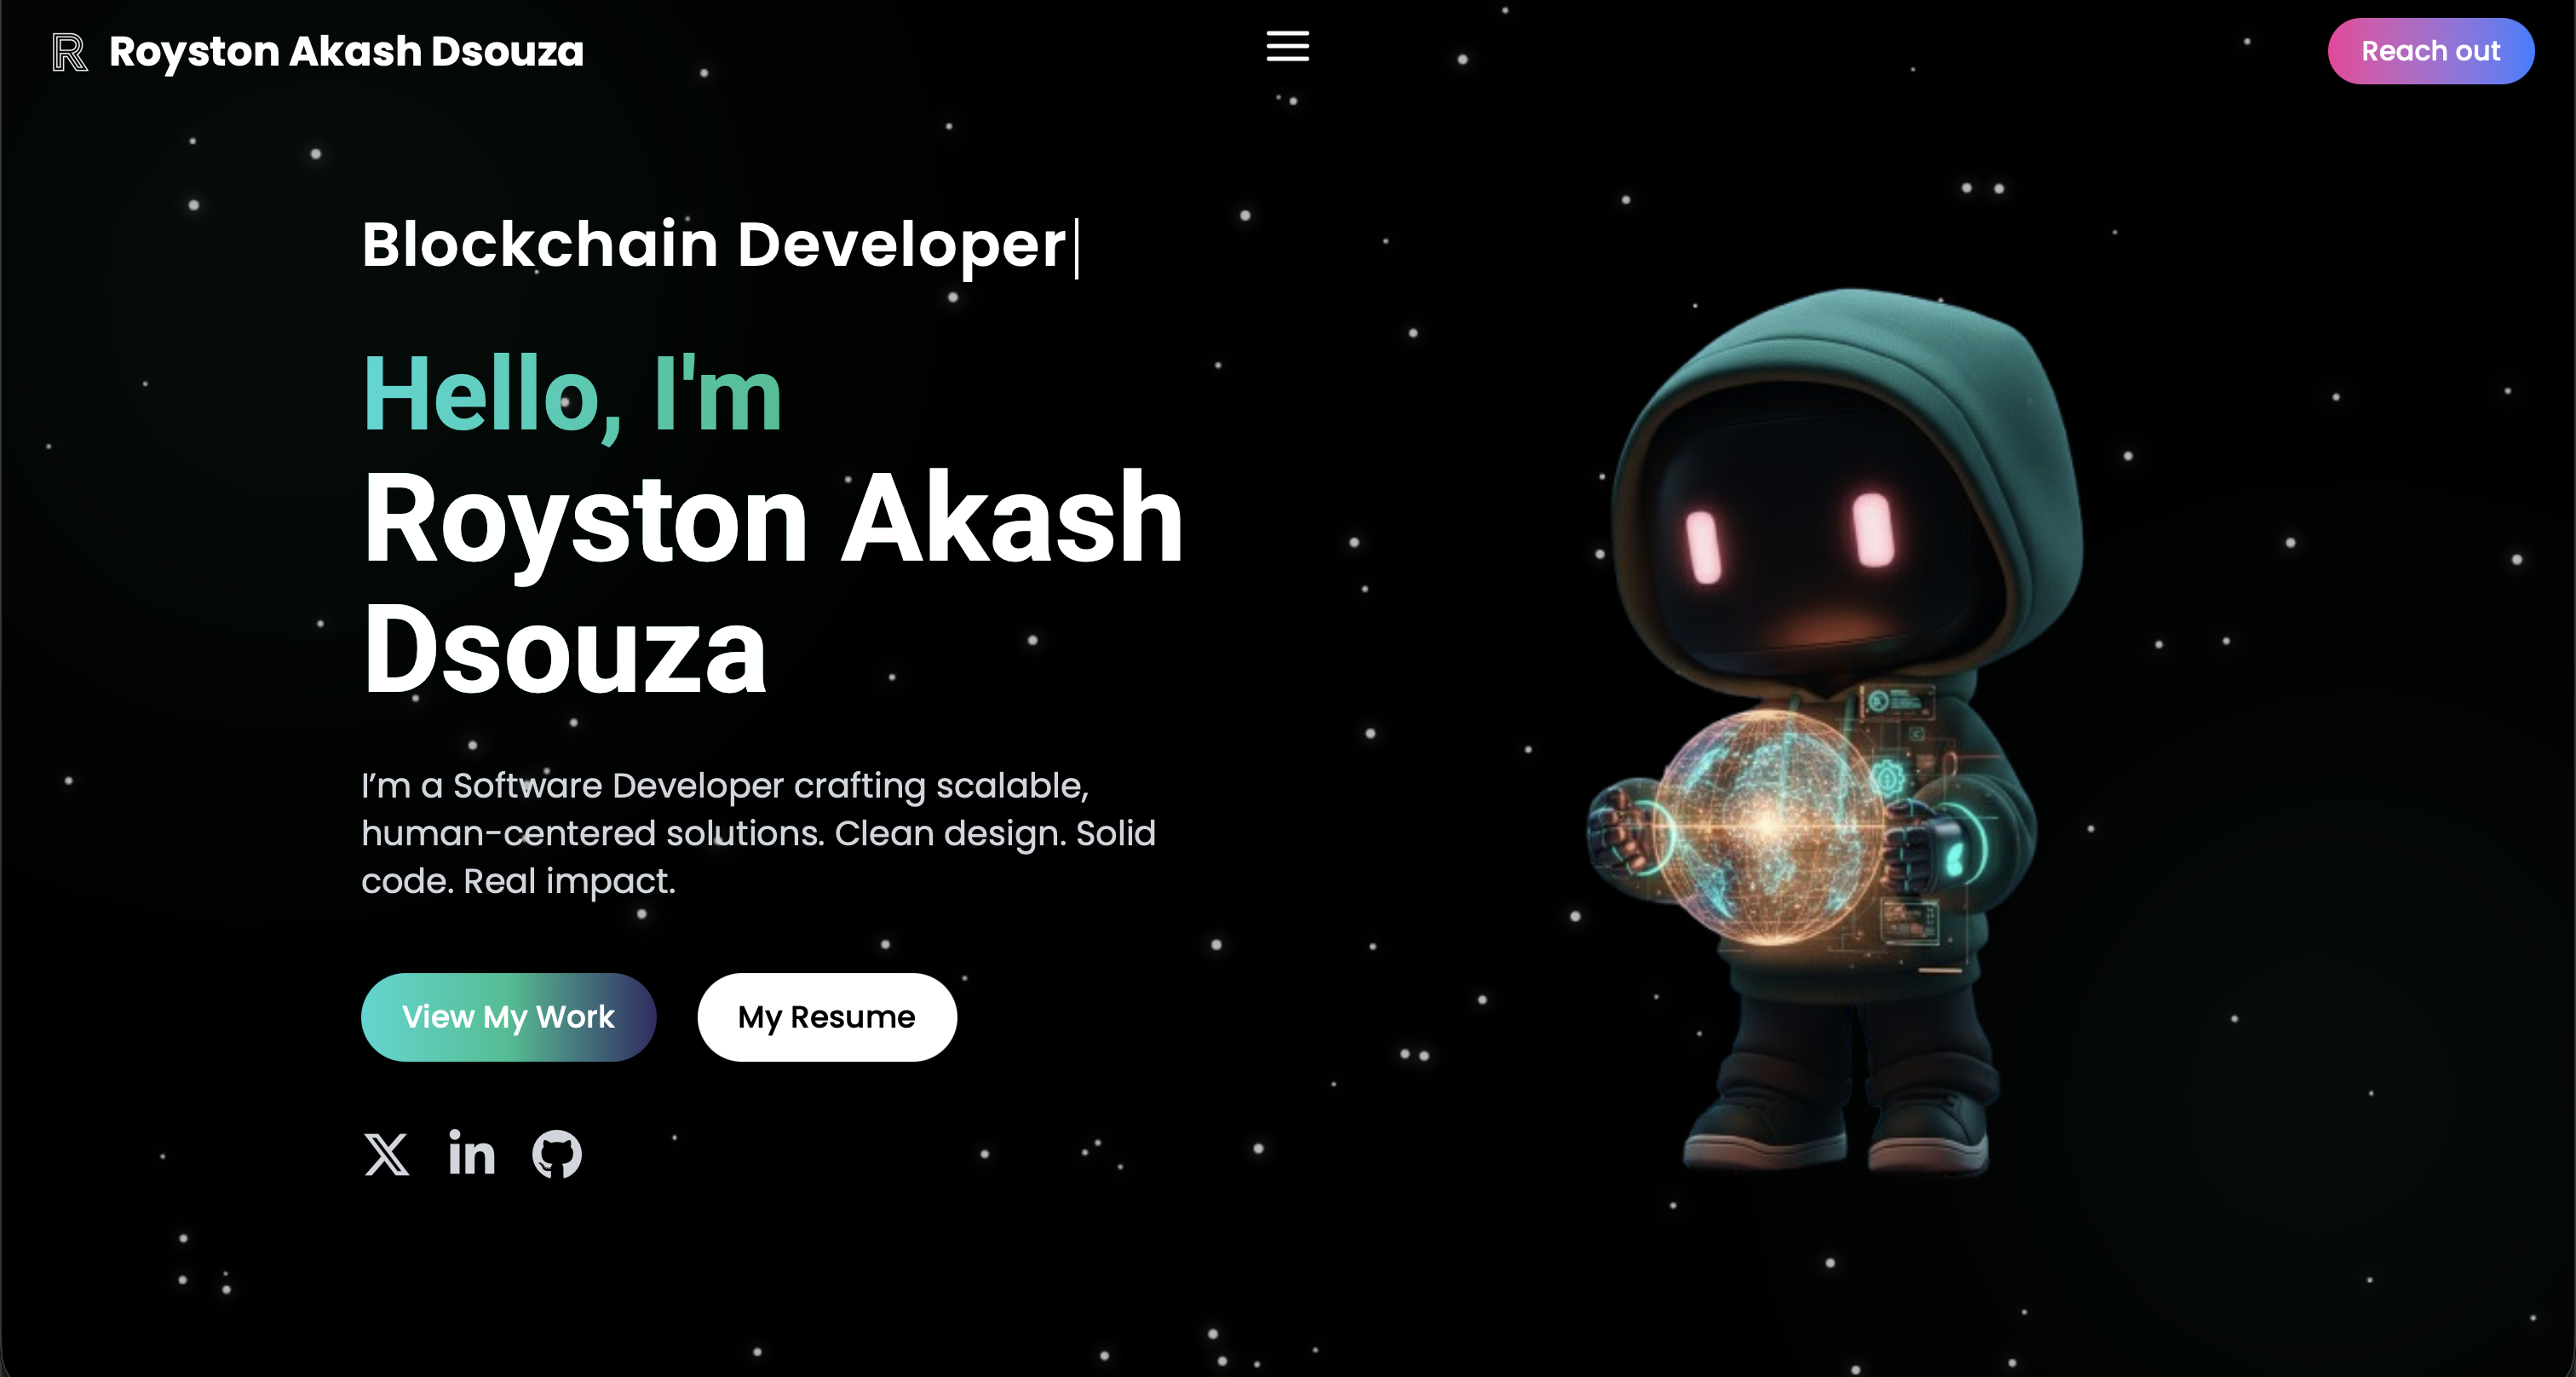 R Royston Akash Dsouza
Reach out
Blockchain Developer
Hello, I'm
Royston Akash
Dsouza
I’m a Software Developer crafting scalable,
human-centered solutions. Clean design. Solid
code. Real impact.
View My Work
My Resume